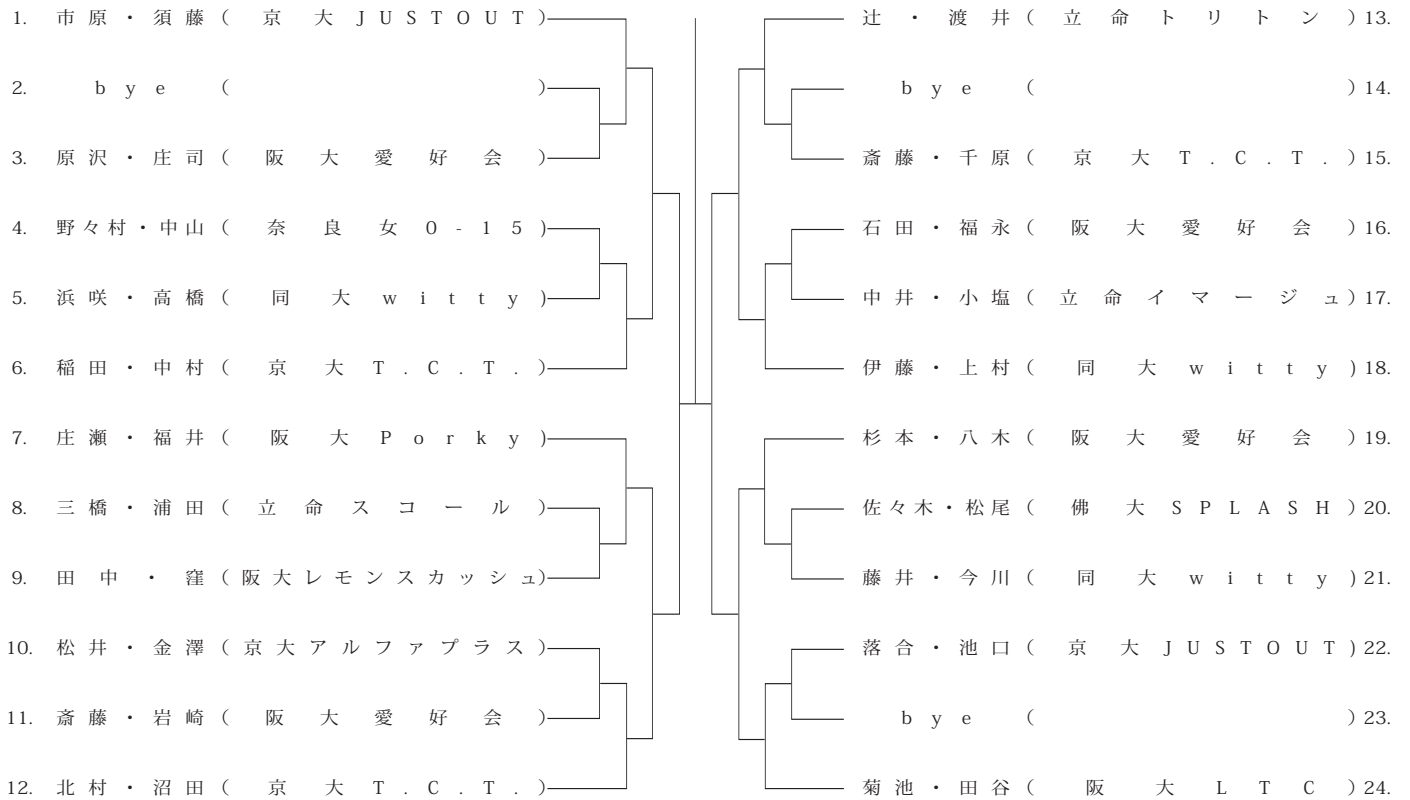 1. 市原・須藤 ( 京大JUSTOUT )
2. bye ( )
3. 原沢・庄司 ( 阪大愛好会 )
4. 野々村・中山 ( 奈良女0-15 )
5. 浜咲・高橋 ( 同大witty )
6. 稲田・中村 ( 京大T.C.T. )
7. 庄瀬・福井 ( 阪大Porky )
8. 三橋・浦田 ( 立命スコール )
9. 田中・窪 ( 阪大レモンスカッシュ )
10. 松井・金澤 ( 京大アルファプラス )
11. 斎藤・岩崎 ( 阪大愛好会 )
12. 北村・沼田 ( 京大T.C.T. )
辻・渡井 ( 立命トリトン ) 13.
bye ( ) 14.
斎藤・千原 ( 京大T.C.T. ) 15.
石田・福永 ( 阪大愛好会 ) 16.
中井・小塩 ( 立命イマージュ ) 17.
伊藤・上村 ( 同大witty ) 18.
杉本・八木 ( 阪大愛好会 ) 19.
佐々木・松尾 ( 佛大SPLASH ) 20.
藤井・今川 ( 同大witty ) 21.
落合・池口 ( 京大JUSTOUT ) 22.
bye ( ) 23.
菊池・田谷 ( 阪大LTC ) 24.